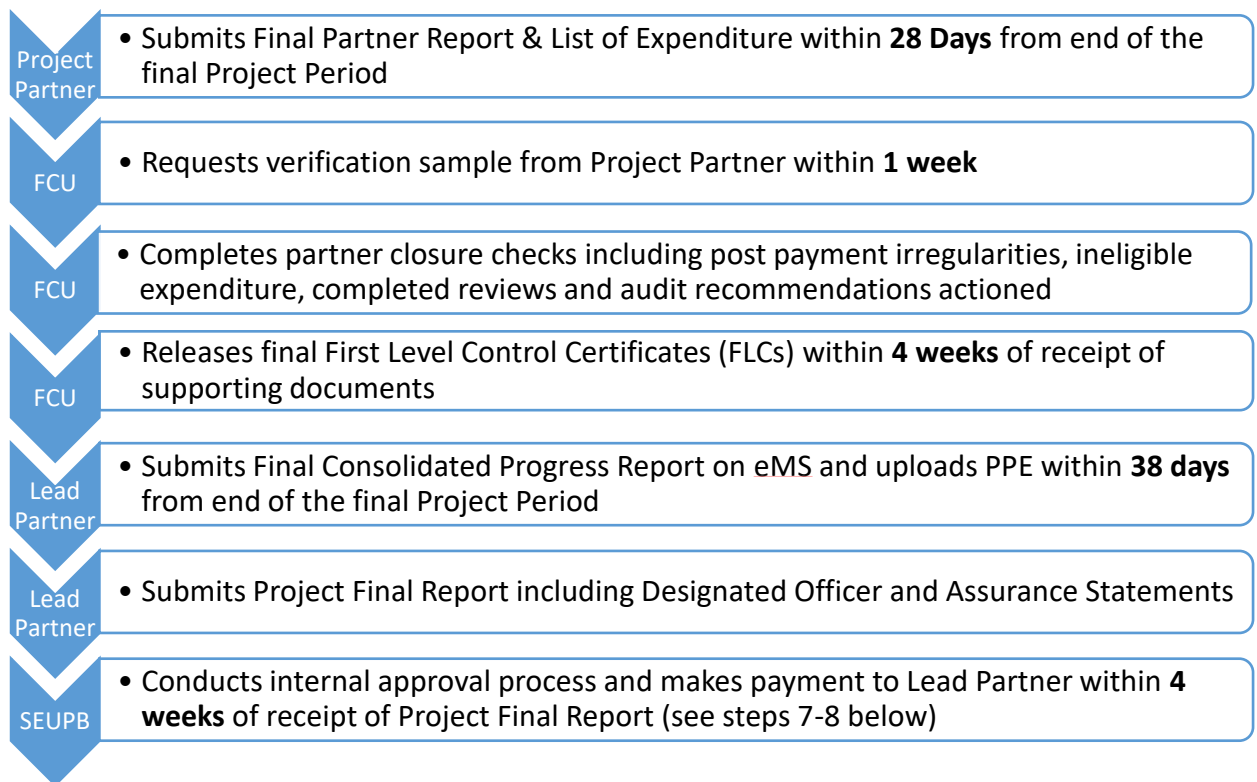 Project
Partner
• Submits Final Partner Report & List of Expenditure within 28 Days from end of the
final Project Period
FCU
• Requests verification sample from Project Partner within 1 week
FCU
• Completes partner closure checks including post payment irregularities, ineligible
expenditure, completed reviews and audit recommendations actioned
FCU
• Releases final First Level Control Certificates (FLCs) within 4 weeks of receipt of
supporting documents
Lead
Partner
• Submits Final Consolidated Progress Report on eMS and uploads PPE within 38 days
from end of the final Project Period
Lead
Partner
• Submits Project Final Report including Designated Officer and Assurance Statements
SEUPB
• Conducts internal approval process and makes payment to Lead Partner within 4
weeks of receipt of Project Final Report (see steps 7-8 below)